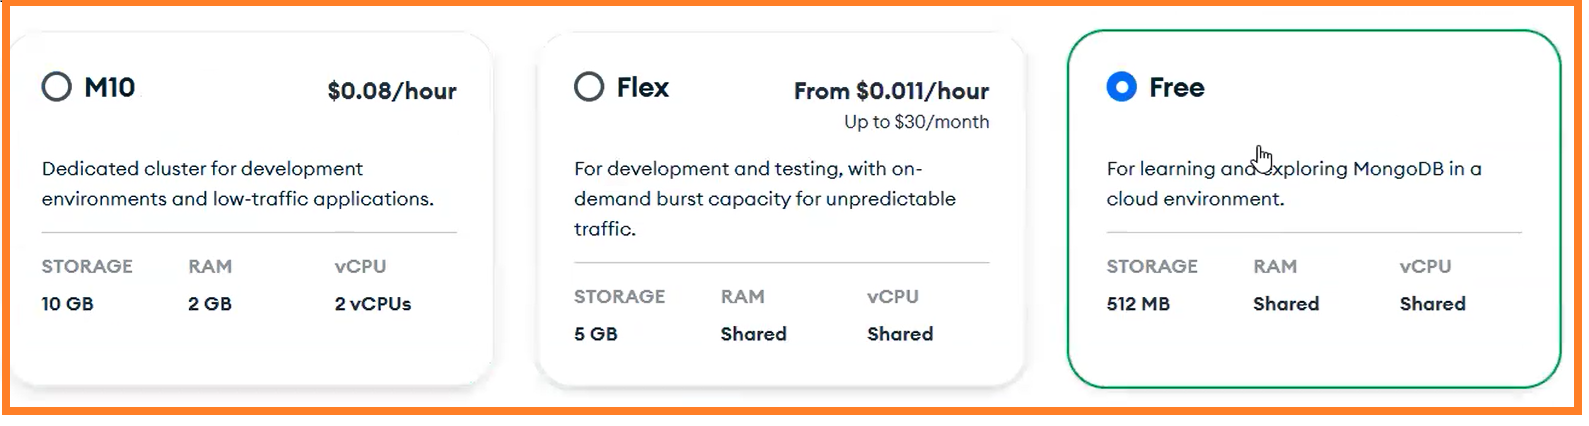 M10
$0.08/hour
Dedicated cluster for development
environments and low-traffic applications.
STORAGE RAM vCPU
10 GB 2 GB 2 vCPUs
Flex
From $0.011/hour
Up to $30/month
For development and testing, with on-
demand burst capacity for unpredictable
traffic.
STORAGE RAM vCPU
5 GB Shared Shared
Free
For learning and exploring MongoDB in a
cloud environment.
STORAGE RAM vCPU
512 MB Shared Shared